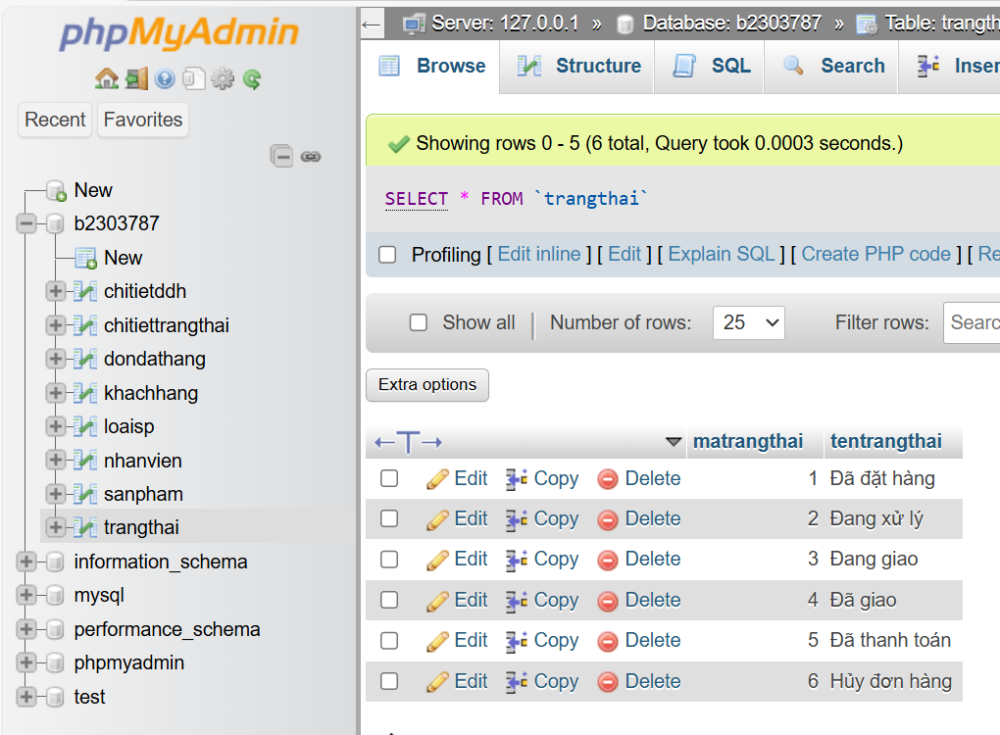 phpMyAdmin
Recent Favorites
New
b2303787
New
chitietddh
chitiettrangthai
dondathang
khachhang
loaisp
nhanvien
sanpham
trangthai
information_schema
mysql
performance_schema
phpmyadmin
test
Server: 127.0.0.1 » Database: b2303787 » Table: trangth
Browse Structure SQL Search Inser
Showing rows 0 - 5 (6 total, Query took 0.0003 seconds.)
SELECT * FROM `trangthai`
Profiling [ Edit inline ] [ Edit ] [ Explain SQL ] [ Create PHP code ] [ Re
Show all Number of rows: 25 Filter rows: Searc
Extra options
matrangthai tentrangthai
Edit Copy Delete 1 Đã đặt hàng
Edit Copy Delete 2 Đang xử lý
Edit Copy Delete 3 Đang giao
Edit Copy Delete 4 Đã giao
Edit Copy Delete 5 Đã thanh toán
Edit Copy Delete 6 Hủy đơn hàng